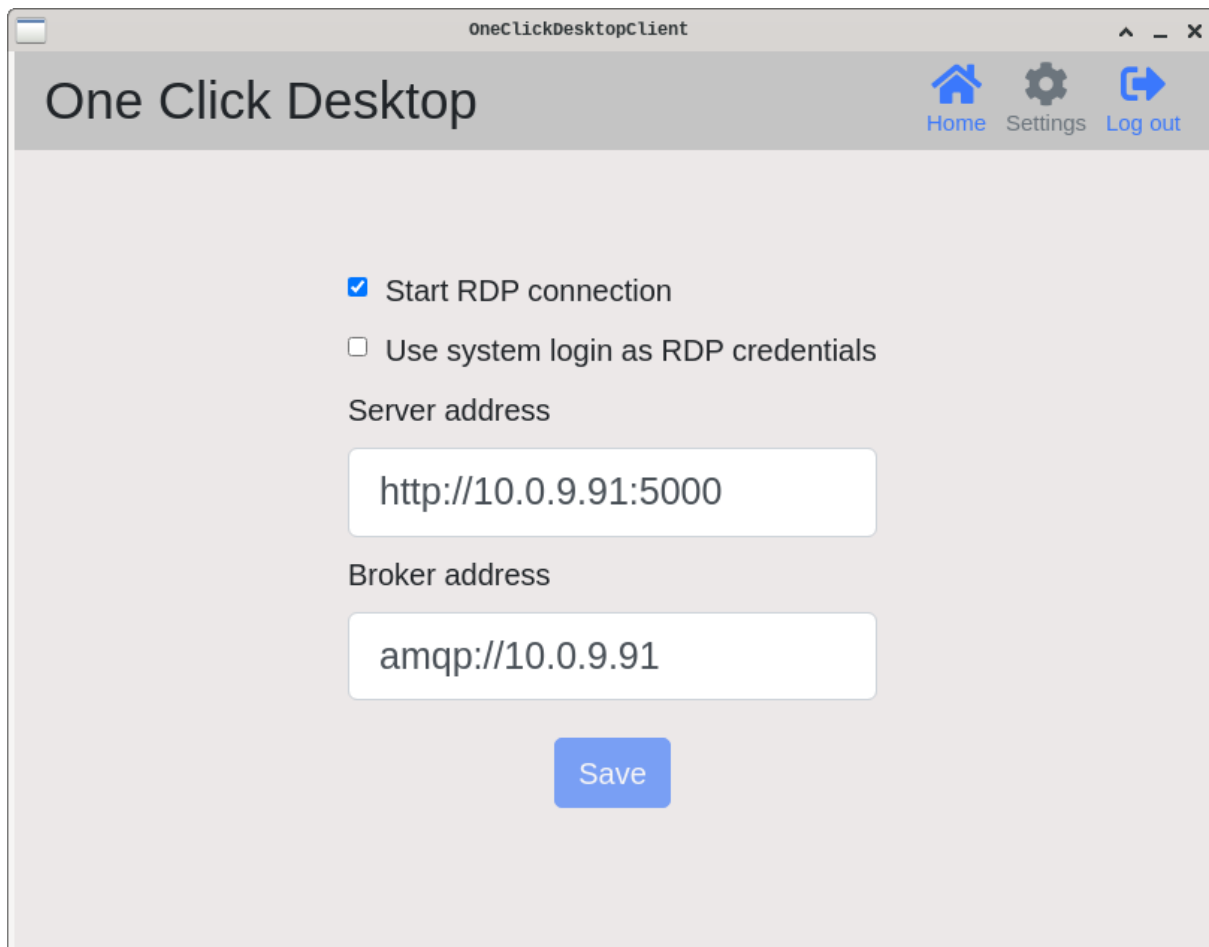 OneClickDesktopClient
One Click Desktop
Home Settings Log out
Start RDP connection
Use system login as RDP credentials
Server address
http://10.0.9.91:5000
Broker address
amqp://10.0.9.91
Save